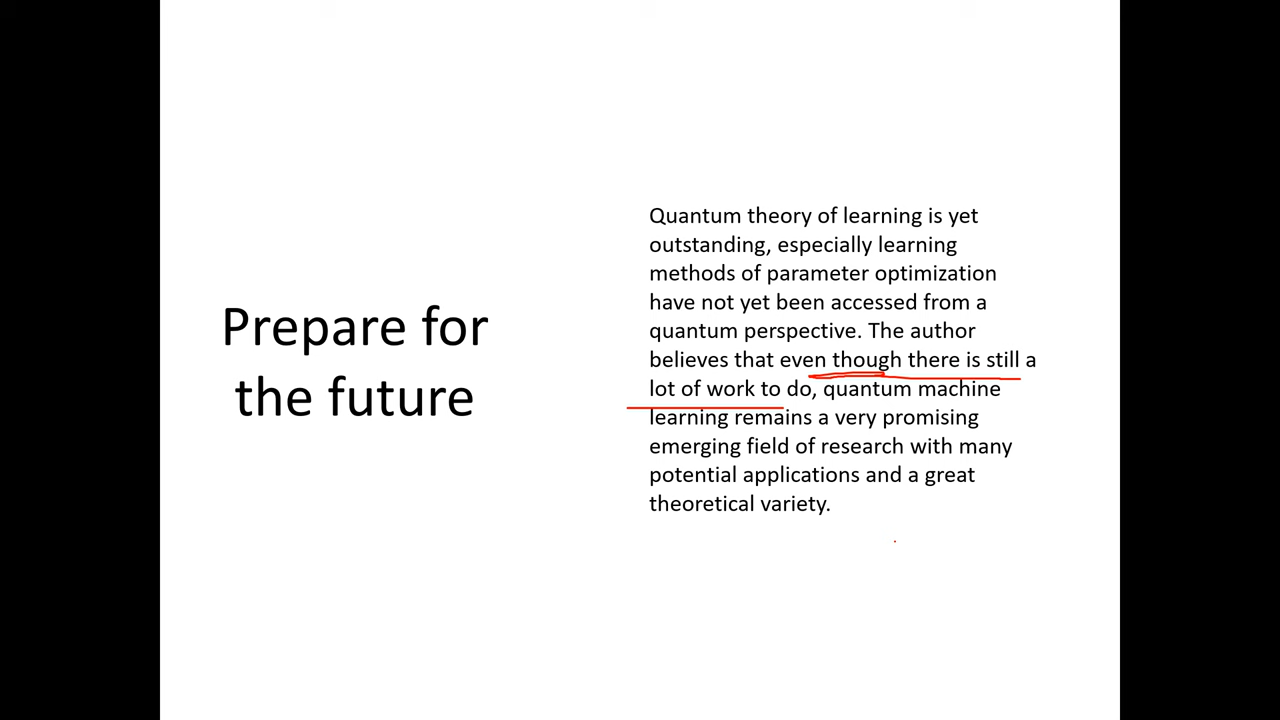 Prepare for
the future
Quantum theory of learning is yet
outstanding, especially learning
methods of parameter optimization
have not yet been accessed from a
quantum perspective. The author
believes that even though there is still a
lot of work to do, quantum machine
learning remains a very promising
emerging field of research with many
potential applications and a great
theoretical variety.